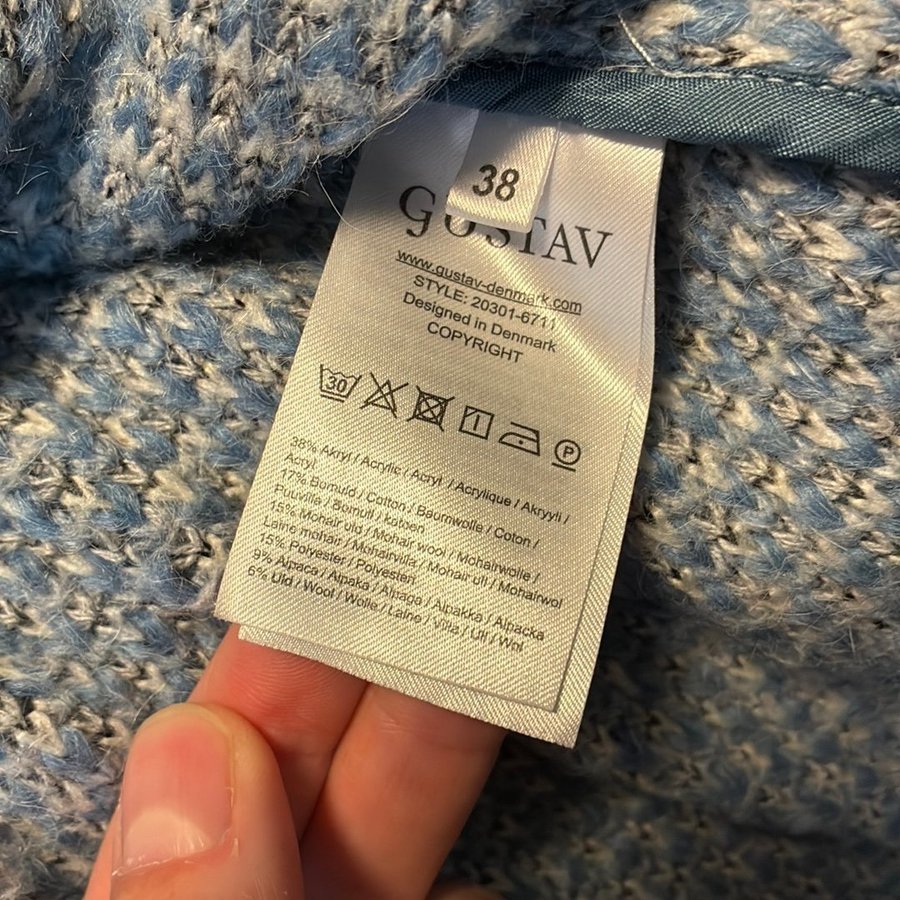 38
GUSTAV
www.gustav-denmark.com
STYLE: 20301-6711
Designed in Denmark
COPYRIGHT
30
1
P
38% Akryl / Acrylic / Acryl / Acrylique / Akryyli /
Acryl
17% Bomuld / Cotton / Baumwolle / Coton /
Puuvilla / Bomull / katoen
15% Mohair uld / Mohair wool / Mohairwolle /
Laine mohair / Mohairvilla / Mohair ull / Mohairwol
15% Polyester / Polyesteri
9% Alpaca / Alpaka / Alpaga / Alpakka / Alpacka
6% Uld / Wool / Wolle / Laine / Villa / Ull / Wol